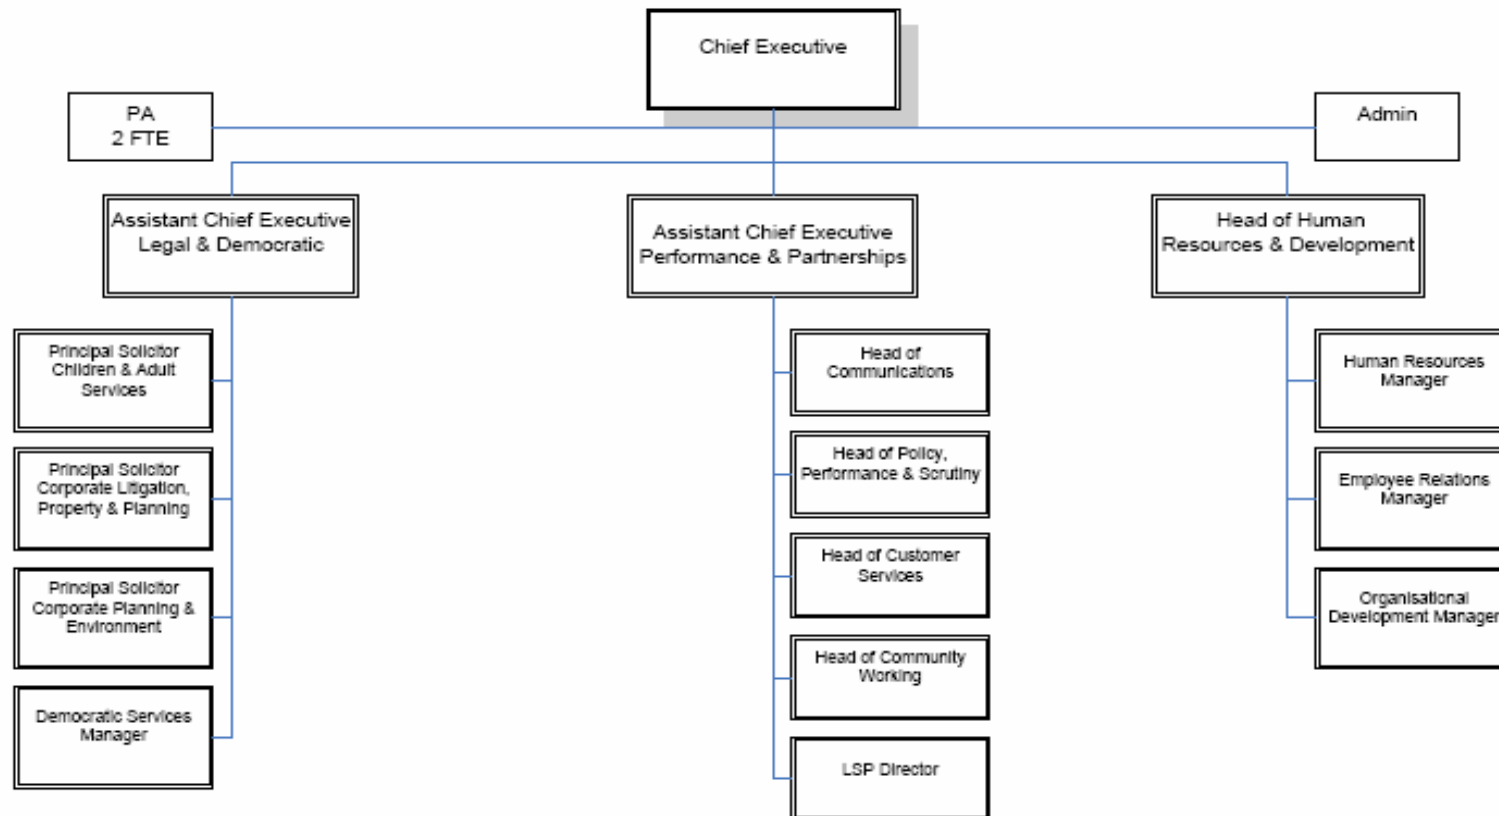 Chief Executive
PA
2 FTE
Admin
Assistant Chief Executive
Legal & Democratic
Assistant Chief Executive
Performance & Partnerships
Head of Human
Resources & Development
Principal Solicitor
Children & Adult
Services
Principal Solicitor
Corporate Litigation,
Property & Planning
Principal Solicitor
Corporate Planning &
Environment
Democratic Services
Manager
Head of
Communications
Head of Policy,
Performance & Scrutiny
Head of Customer
Services
Head of Community
Working
LSP Director
Human Resources
Manager
Employee Relations
Manager
Organisational
Development Manager